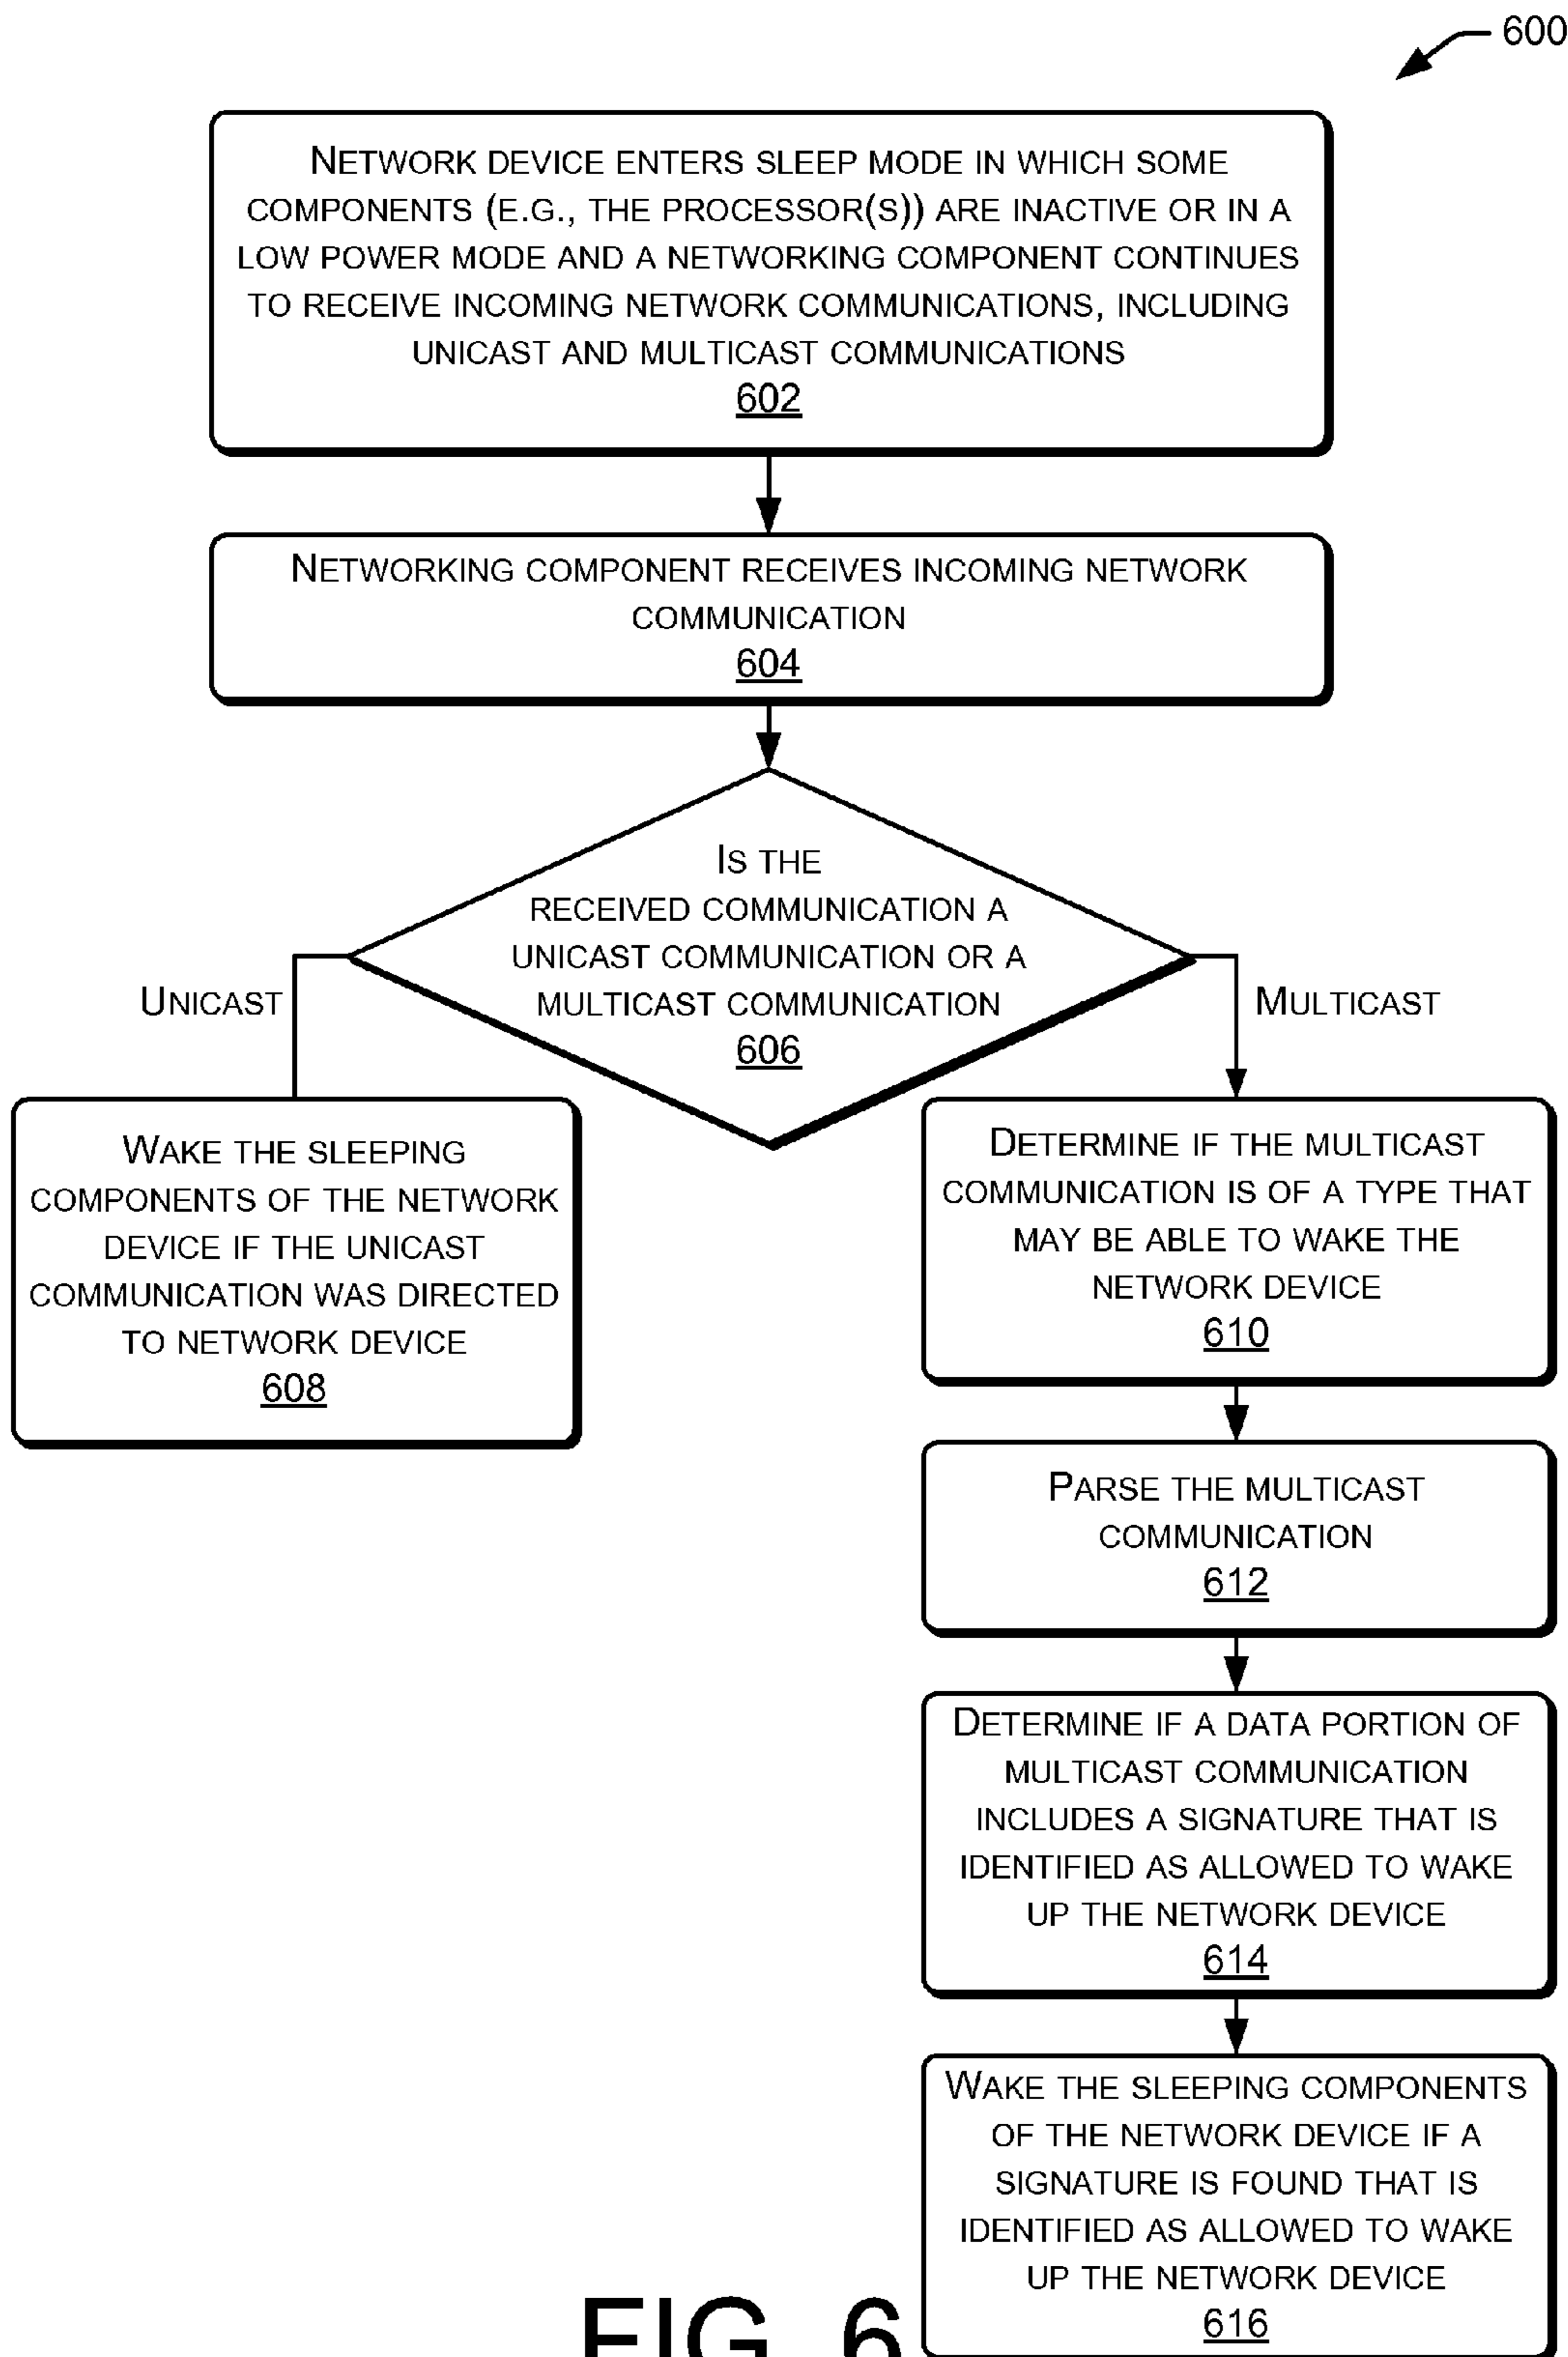 600
NETWORK DEVICE ENTERS SLEEP MODE IN WHICH SOME
COMPONENTS (E.G., THE PROCESSOR(S)) ARE INACTIVE OR IN A
LOW POWER MODE AND A NETWORKING COMPONENT CONTINUES
TO RECEIVE INCOMING NETWORK COMMUNICATIONS, INCLUDING
UNICAST AND MULTICAST COMMUNICATIONS
602
NETWORKING COMPONENT RECEIVES INCOMING NETWORK
COMMUNICATION
604
IS THE
RECEIVED COMMUNICATION A
UNICAST COMMUNICATION OR A
MULTICAST COMMUNICATION
606
UNICAST
MULTICAST
WAKE THE SLEEPING
COMPONENTS OF THE NETWORK
DEVICE IF THE UNICAST
COMMUNICATION WAS DIRECTED
TO NETWORK DEVICE
608
DETERMINE IF THE MULTICAST
COMMUNICATION IS OF A TYPE THAT
MAY BE ABLE TO WAKE THE
NETWORK DEVICE
610
PARSE THE MULTICAST
COMMUNICATION
612
DETERMINE IF A DATA PORTION OF
MULTICAST COMMUNICATION
INCLUDES A SIGNATURE THAT IS
IDENTIFIED AS ALLOWED TO WAKE
UP THE NETWORK DEVICE
614
WAKE THE SLEEPING COMPONENTS
OF THE NETWORK DEVICE IF A
SIGNATURE IS FOUND THAT IS
IDENTIFIED AS ALLOWED TO WAKE
UP THE NETWORK DEVICE
616
FIG. 6